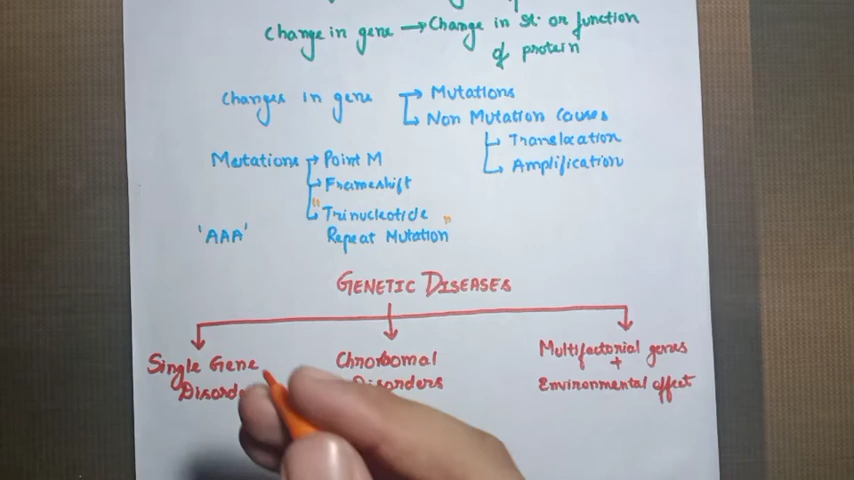 Change in gene → Change in St. or function
of protein
Changes in gene → Mutations
→ Non Mutation Causes
→ Translocation
→ Amplification
Mutations → Point M
→ Frameshift
→ "Trinucleotide
Repeat Mutation"
'AAA'
GENETIC DISEASES
Single Gene
Chromosomal
Multifactorial genes
+
Disorders
Environmental effect